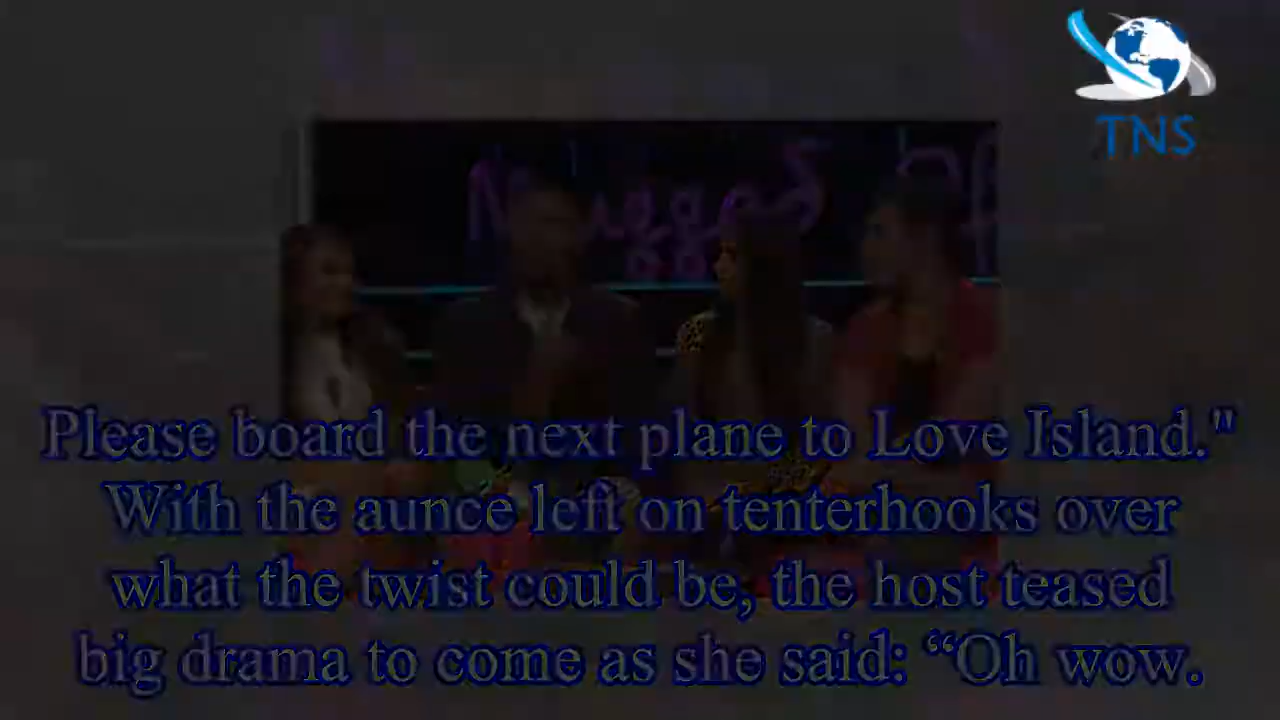 TNS
Nugged
Please board the next plane to Love Island."
With the aunce left on tenterhooks over
what the twist could be, the host teased
big drama to come as she said: “Oh wow.